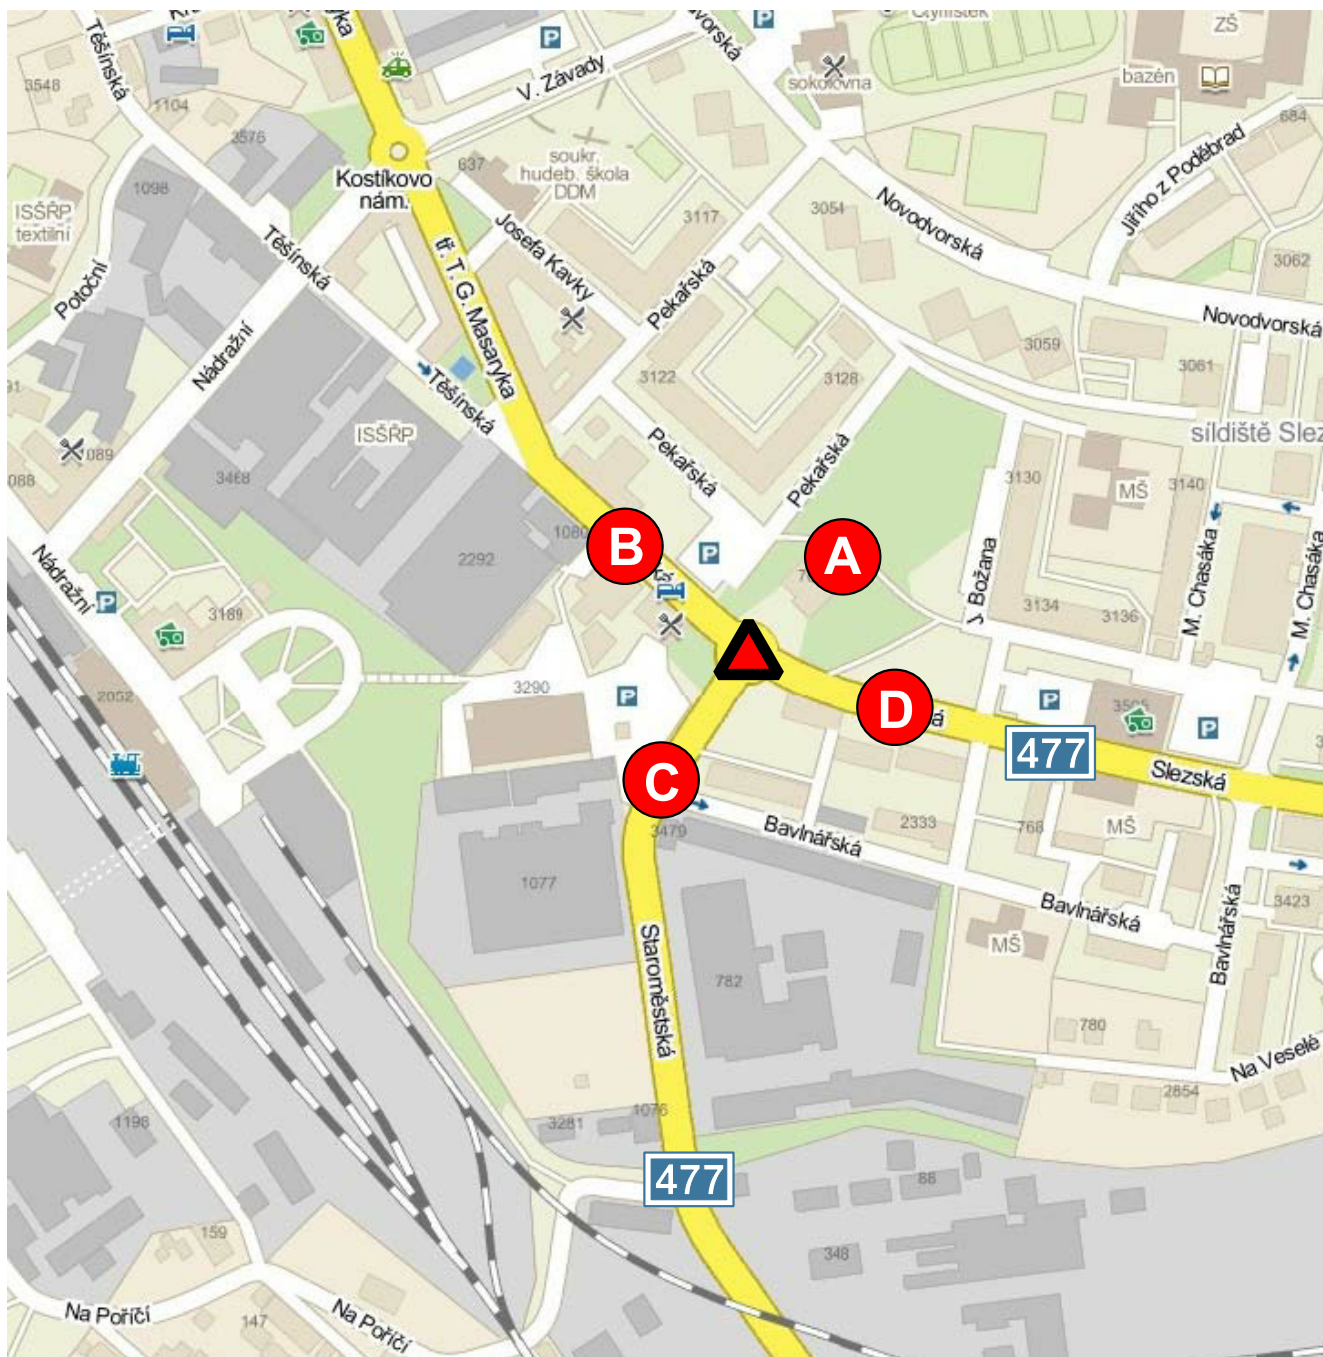 Těšínská
Čtyřlístek
ZŠ
3548
V. Závady
sokolovna
bazén
1104
3576
684
soukr.
hudeb. škola
DDM
637
Kostíkovo
nám.
1098
ISŠŘP
textilní
3117
3054
Novodvorská
Jiřího z Poděbrad
Těšínská
Josefa Kavky
tř. T. G. Masaryka
Pekařská
3062
Potoční
Novodvorská
Nádražní
3059
3061
3122
3128
Těšínská
ISŠŘP
1089
088
3468
Pekařská
Pekařská
síldiště Slez
3130
MŠ
3140
1080
2292
B
A
Nádražní
J. Božana
M. Chasáka
M. Chasáka
3189
3134
3136
2052
3290
3505
D
á
477
Slezská
C
3479
Bavlnářská
2333
768
MŠ
1077
Bavlnářská
3423
Bavlnářská
MŠ
782
Staroměstská
780
Na Veselé
2854
1198
3281
1076
477
88
159
348
Na Poříčí
147
Na Poříčí